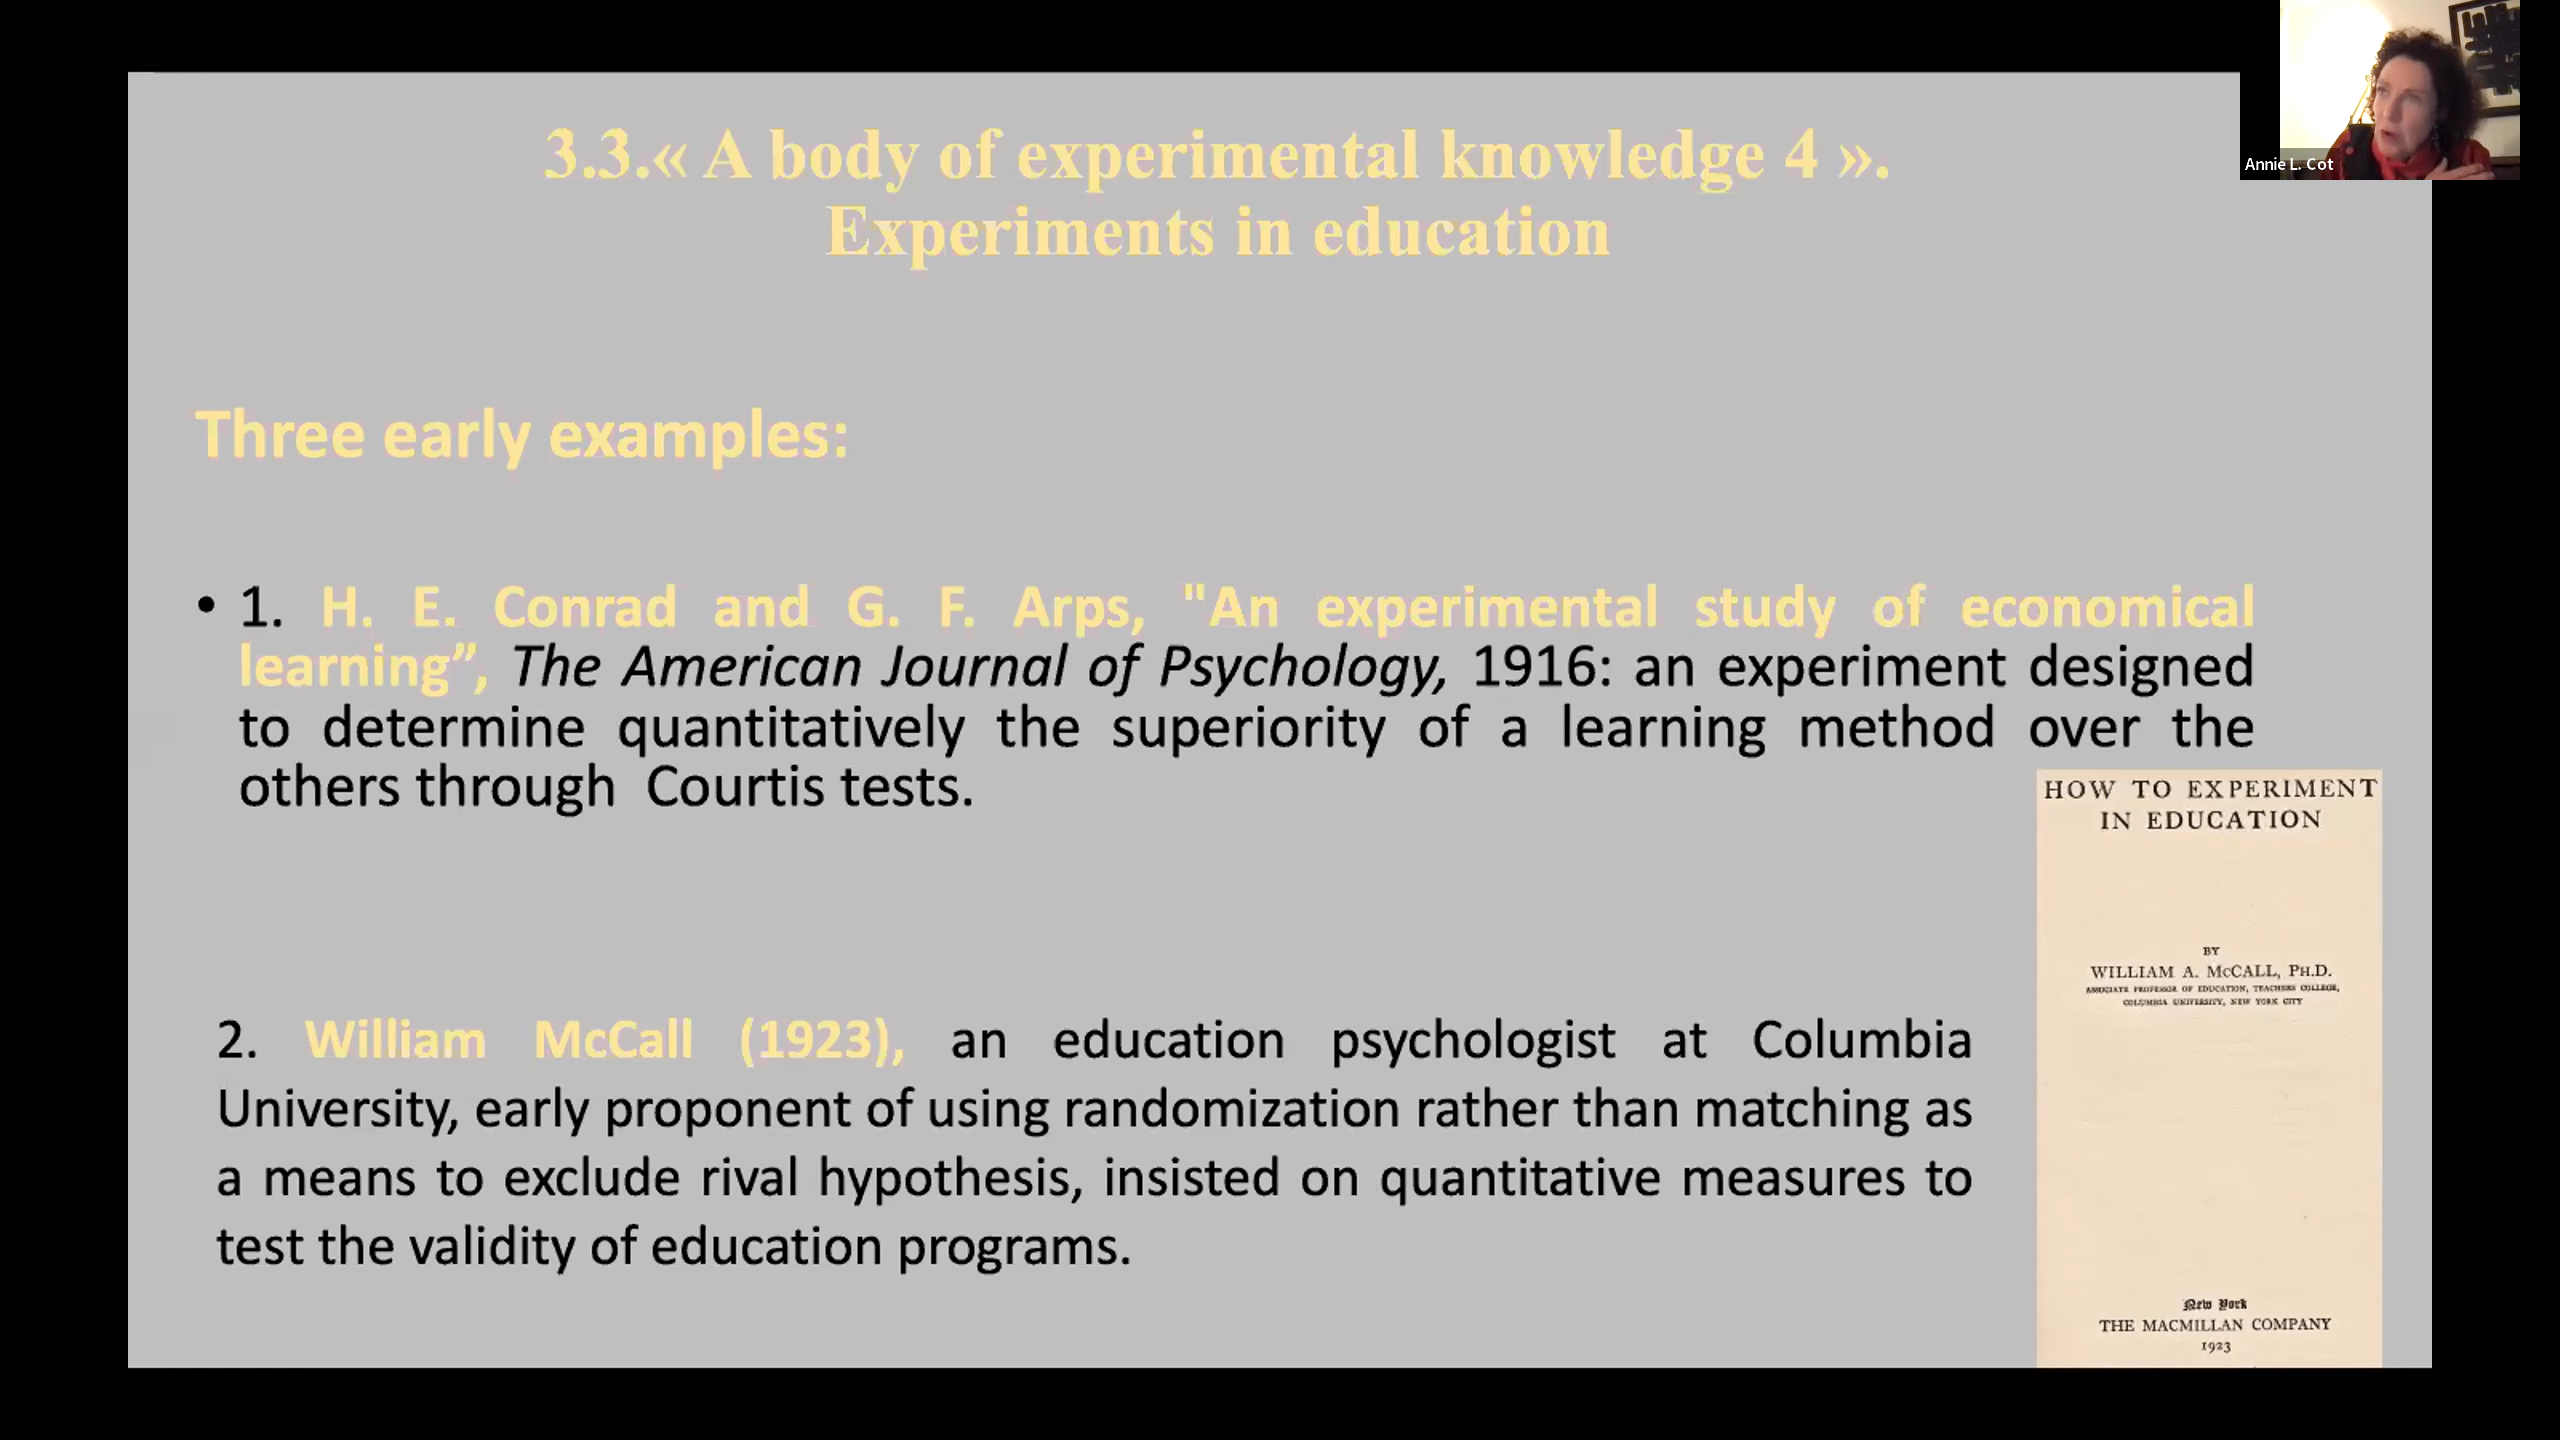 3.3.« A body of experimental knowledge 4 ».
Experiments in education
Annie L. Cot
Three early examples:
• 1. H. E. Conrad and G. F. Arps, "An experimental study of economical
learning”, The American Journal of Psychology, 1916: an experiment designed
to determine quantitatively the superiority of a learning method over the
others through Courtis tests.
2. William McCall (1923), an education psychologist at Columbia
University, early proponent of using randomization rather than matching as
a means to exclude rival hypothesis, insisted on quantitative measures to
test the validity of education programs.
HOW TO EXPERIMENT
IN EDUCATION
BY
WILLIAM A. McCALL, PH.D.
ASSOCIATE PROFESSOR OF EDUCATION, TEACHERS COLLEGE,
COLUMBIA UNIVERSITY, NEW YORK CITY
New York
THE MACMILLAN COMPANY
1923